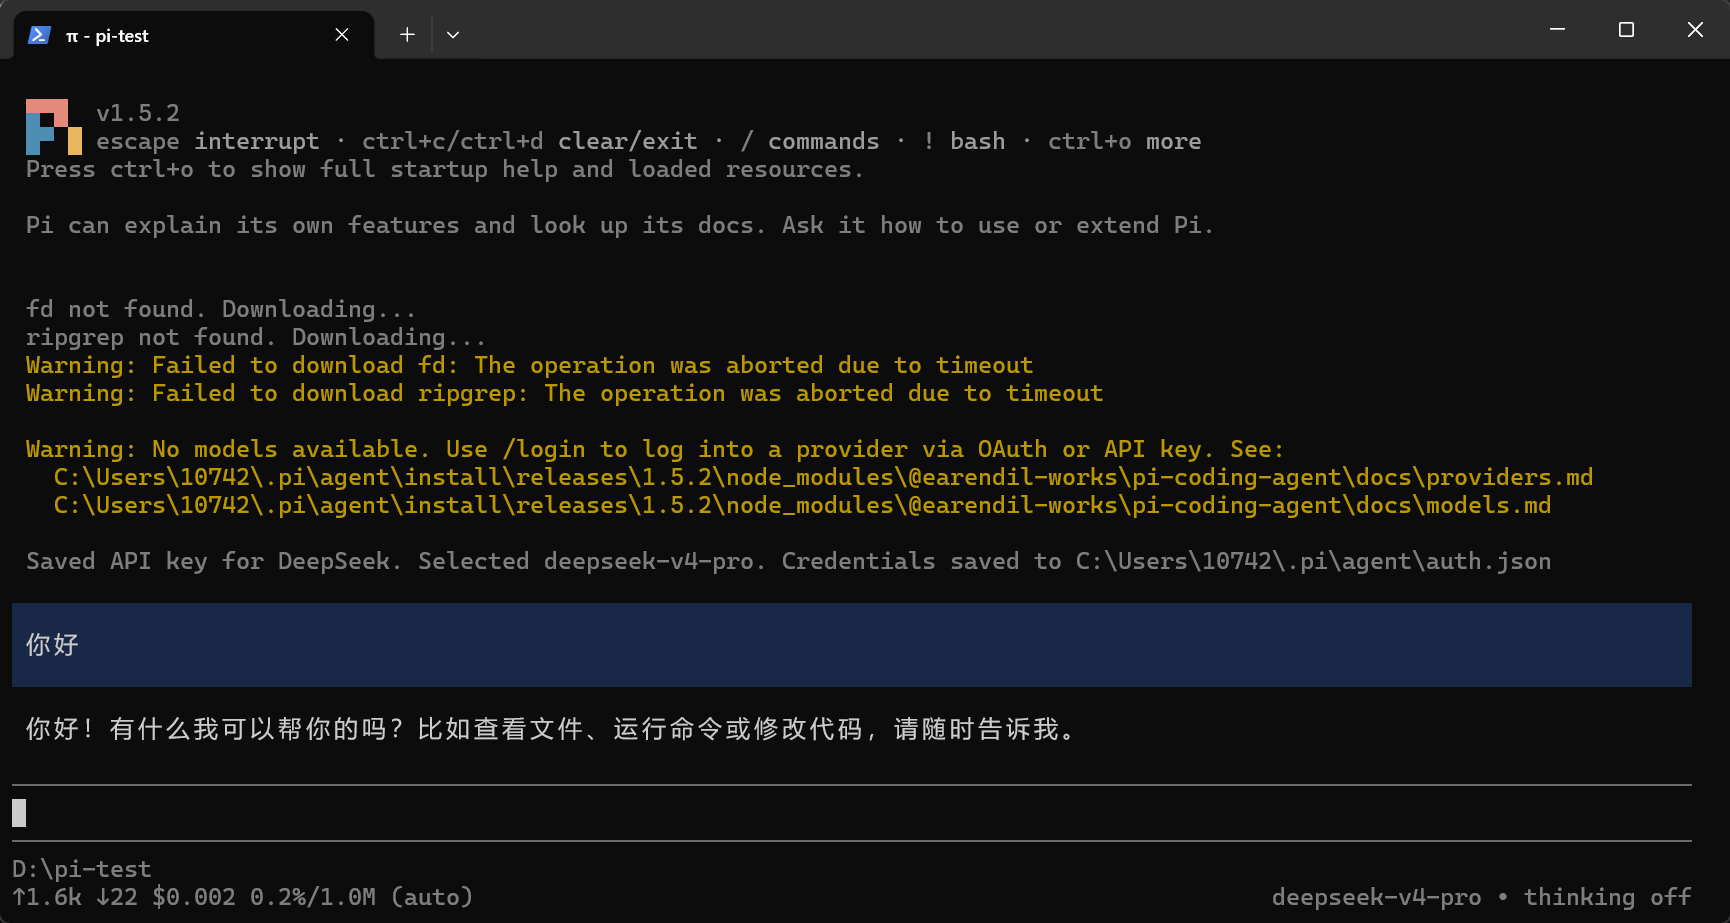 π - pi-test
v1.5.2
escape interrupt · ctrl+c/ctrl+d clear/exit · / commands · ! bash · ctrl+o more
Press ctrl+o to show full startup help and loaded resources.
Pi can explain its own features and look up its docs. Ask it how to use or extend Pi.
fd not found. Downloading...
ripgrep not found. Downloading...
Warning: Failed to download fd: The operation was aborted due to timeout
Warning: Failed to download ripgrep: The operation was aborted due to timeout
Warning: No models available. Use /login to log into a provider via OAuth or API key. See:
C:\Users\10742\.pi\agent\install\releases\1.5.2\node_modules\@earendil-works\pi-coding-agent\docs\providers.md
C:\Users\10742\.pi\agent\install\releases\1.5.2\node_modules\@earendil-works\pi-coding-agent\docs\models.md
Saved API key for DeepSeek. Selected deepseek-v4-pro. Credentials saved to C:\Users\10742\.pi\agent\auth.json
你好
你好！有什么我可以帮你的吗？比如查看文件、运行命令或修改代码，请随时告诉我。
D:\pi-test
↑1.6k ↓22 $0.002 0.2%/1.0M (auto) deepseek-v4-pro • thinking off